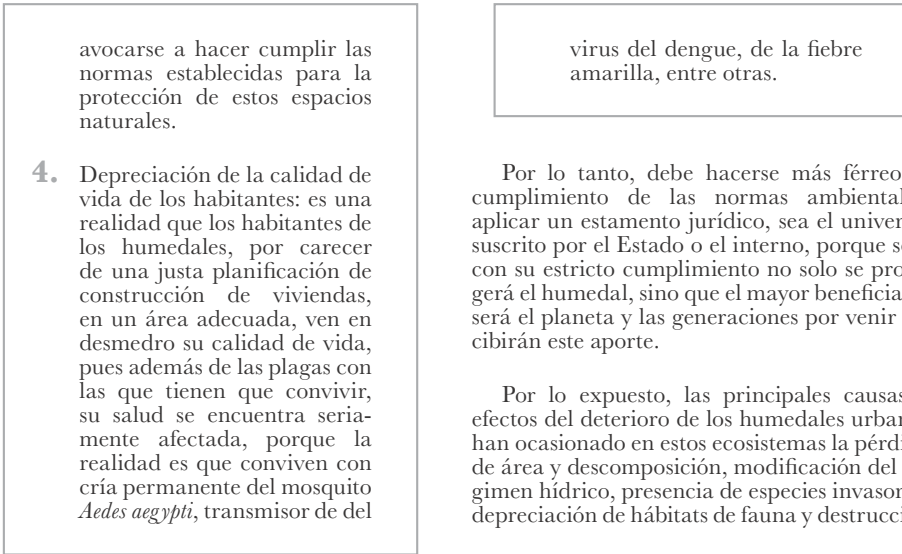 avocarse a hacer cumplir las
normas establecidas para la
protección de estos espacios
naturales.
4. Depreciación de la calidad de
vida de los habitantes: es una
realidad que los habitantes de
los humedales, por carecer
de una justa planificación de
construcción de viviendas,
en un área adecuada, ven en
desmedro su calidad de vida,
pues además de las plagas con
las que tienen que convivir,
su salud se encuentra seria-
mente afectada, porque la
realidad es que conviven con
cría permanente del mosquito
Aedes aegypti, transmisor de del
virus del dengue, de la fiebre
amarilla, entre otras.
Por lo tanto, debe hacerse más férreo
cumplimiento de las normas ambiental
aplicar un estamento jurídico, sea el univer
suscrito por el Estado o el interno, porque s
con su estricto cumplimiento no solo se pro
gerá el humedal, sino que el mayor beneficia
será el planeta y las generaciones por venir
cibirán este aporte.
Por lo expuesto, las principales causas
efectos del deterioro de los humedales urban
han ocasionado en estos ecosistemas la pérdi
de área y descomposición, modificación del
gimen hídrico, presencia de especies invasor
depreciación de hábitats de fauna y destrucci